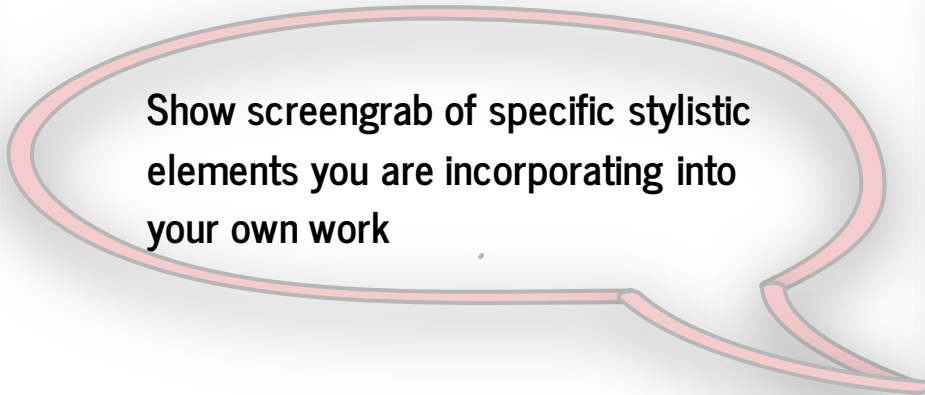 Show screengrab of specific stylistic
elements you are incorporating into
your own work